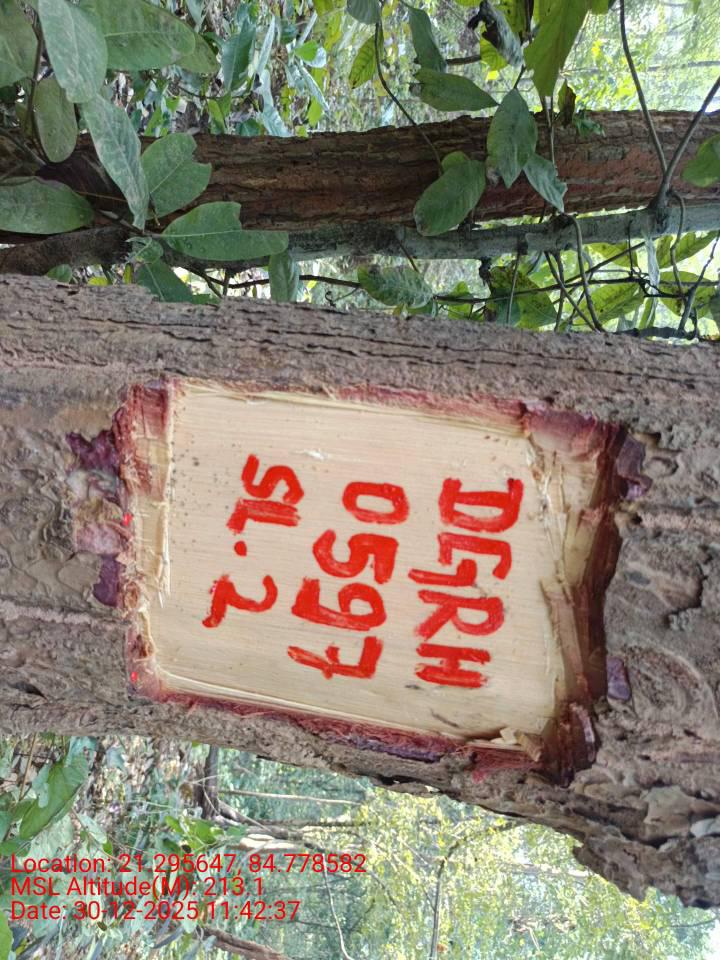 DGRH
0597
SL.2
Location: 21.295647, 84.778582
MSL Altitude(M): 213.1
Date: 30-12-2025 11:42:37